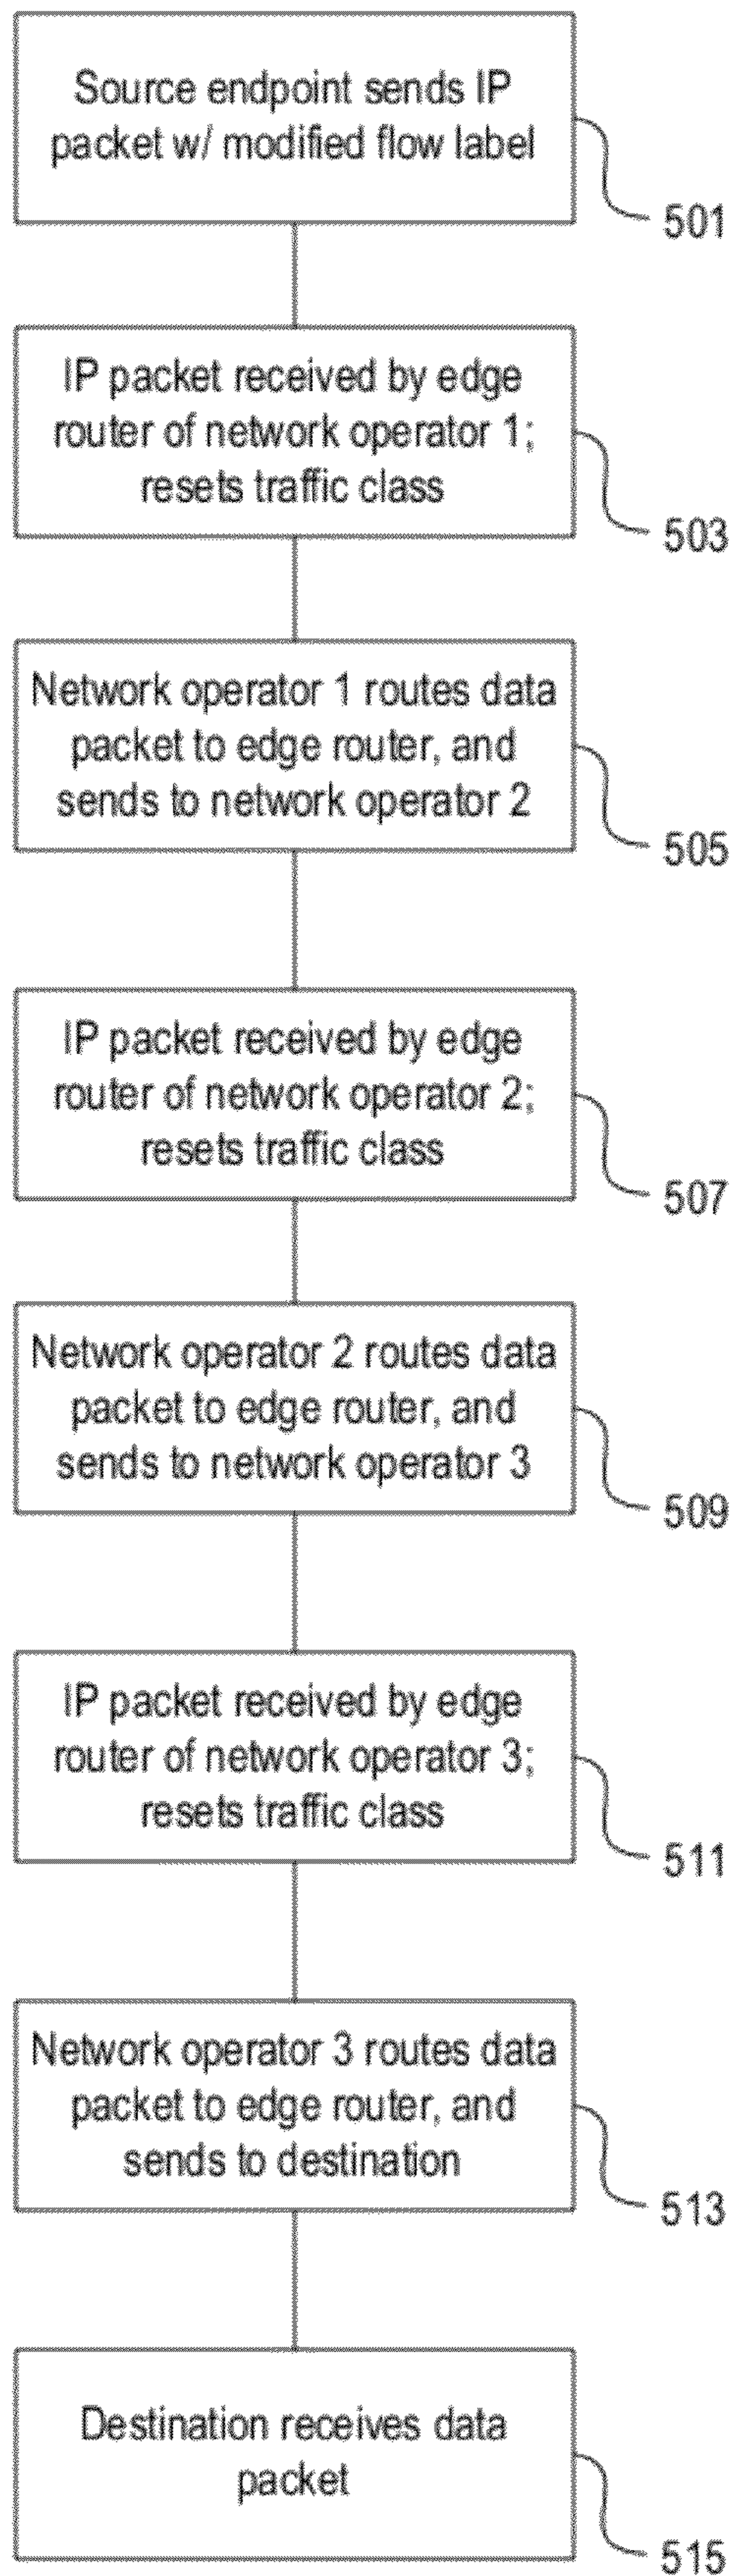 Source endpoint sends IP
packet w/ modified flow label
501
IP packet received by edge
router of network operator 1;
resets traffic class
503
Network operator 1 routes data
packet to edge router, and
sends to network operator 2
505
IP packet received by edge
router of network operator 2;
resets traffic class
507
Network operator 2 routes data
packet to edge router, and
sends to network operator 3
509
IP packet received by edge
router of network operator 3;
resets traffic class
511
Network operator 3 routes data
packet to edge router, and
sends to destination
513
Destination receives data
packet
515